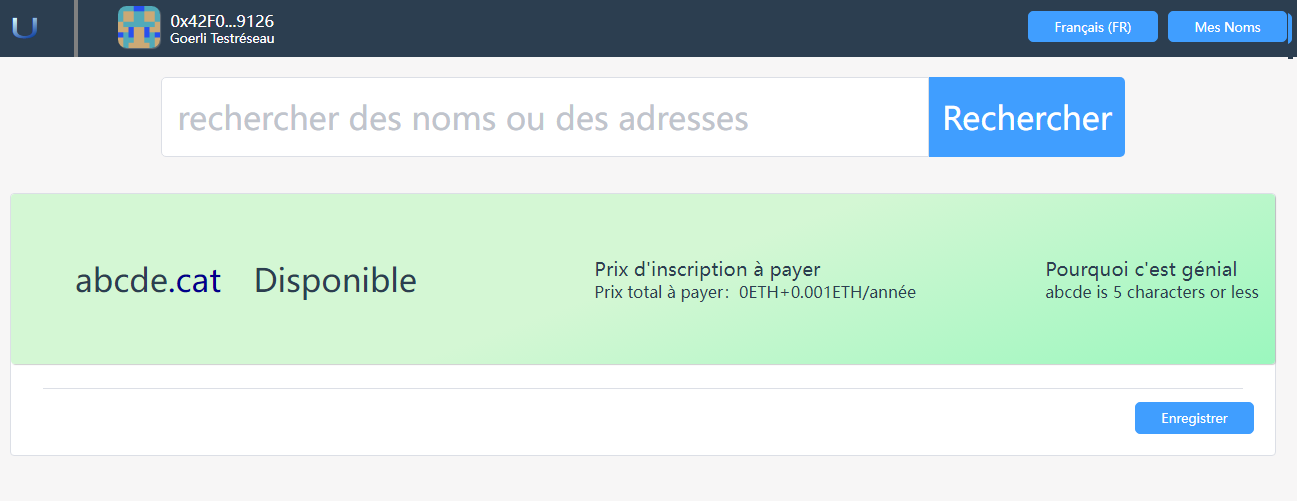 U
0x42F0...9126
Goerli Testréseau
Français (FR)
Mes Noms
rechercher des noms ou des adresses
Rechercher
abcde.cat
Disponible
Prix d'inscription à payer
Prix total à payer：0ETH+0.001ETH/année
Pourquoi c'est génial
abcde is 5 characters or less
Enregistrer